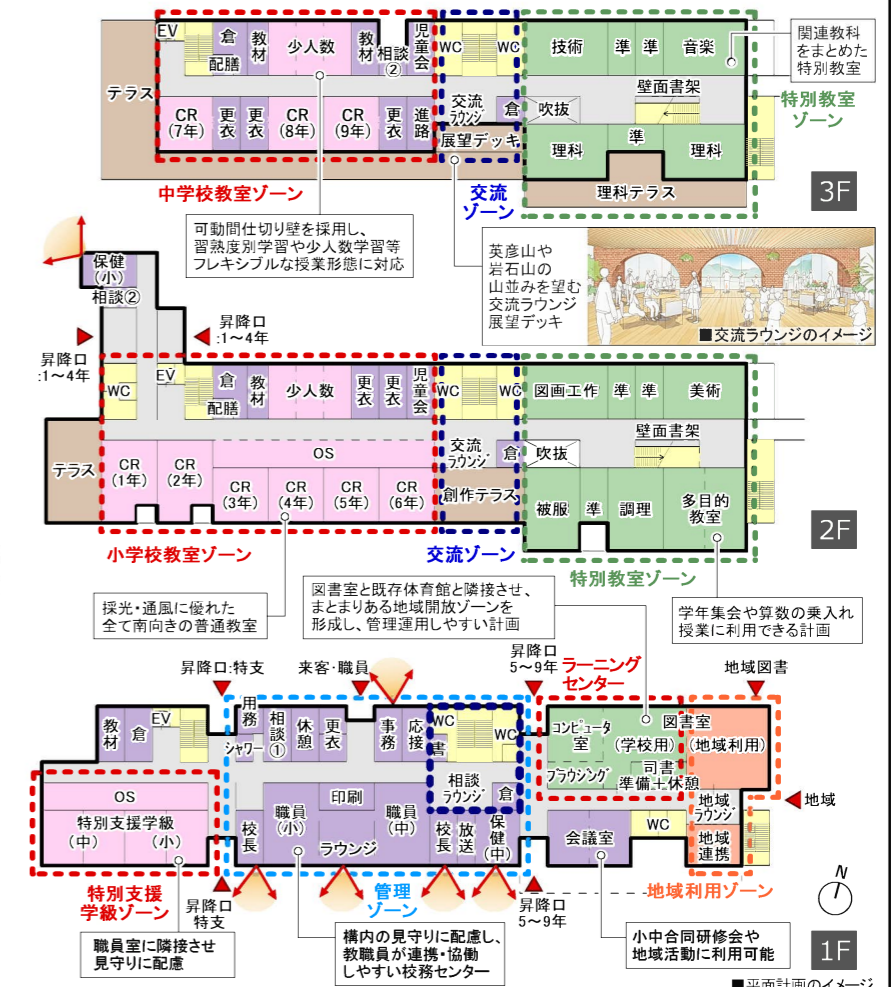 EV
倉
配膳
教材
少人数
教材
相談②
児童会
WC
WC
技術
準
準
音楽
関連教科
をまとめた
特別教室
テラス
CR
(7年)
更衣
更衣
CR
(8年)
CR
(9年)
更衣
進路
交流
ラウンジ
倉
吹抜
壁面書架
展望デッキ
理科
準
理科
特別教室
ゾーン
理科テラス
中学校教室ゾーン
交流
ゾーン
3F
可動間仕切り壁を採用し、
習熟度別学習や少人数学習等
フレキシブルな授業形態に対応
英彦山や
岩石山の
山並みを望む
交流ラウンジ
展望デッキ
■交流ラウンジのイメージ
保健
(小)
相談②
昇降口
:1~4年
昇降口
:1~4年
WC
EV
倉
配膳
教材
少人数
更衣
更衣
児童会
WC
WC
図画工作
準
準
美術
テラス
CR
(1年)
CR
(2年)
OS
CR
(3年)
CR
(4年)
CR
(5年)
CR
(6年)
交流
ラウンジ
倉
吹抜
壁面書架
創作テラス
被服
準
調理
多目的
教室
2F
小学校教室ゾーン
交流ゾーン
特別教室ゾーン
採光・通風に優れた
全て南向きの普通教室
図書室と既存体育館と隣接させ、
まとまりある地域開放ゾーンを
形成し、管理運用しやすい計画
学年集会や算数の乗入れ
授業に利用できる計画
昇降口:特支
来客・職員
昇降口
5~9年
ラーニング
センター
地域図書
教材
倉
EV
用務
シャワー
相談①
休憩
更衣
事務
応接
WC
書
WC
コンピュータ
室
図書室
(学校用)
(地域利用)
ブラウジング
司書
準備+休憩
OS
特別支援学級
(中)
(小)
校長
職員
(小)
印刷
ラウンジ
職員
(中)
相談
ラウンジ
倉
校長
放送
保健
(中)
会議室
WC
地域
ラウンジ
地域
連携
地域
特別支援
学級ゾーン
昇降口
特支
管理
ゾーン
昇降口
5~9年
地域利用ゾーン
N
職員室に隣接させ
見守りに配慮
構内の見守りに配慮し、
教職員が連携・協働
しやすい校務センター
小中合同研修会や
地域活動に利用可能
1F
■平面計画のイメージ